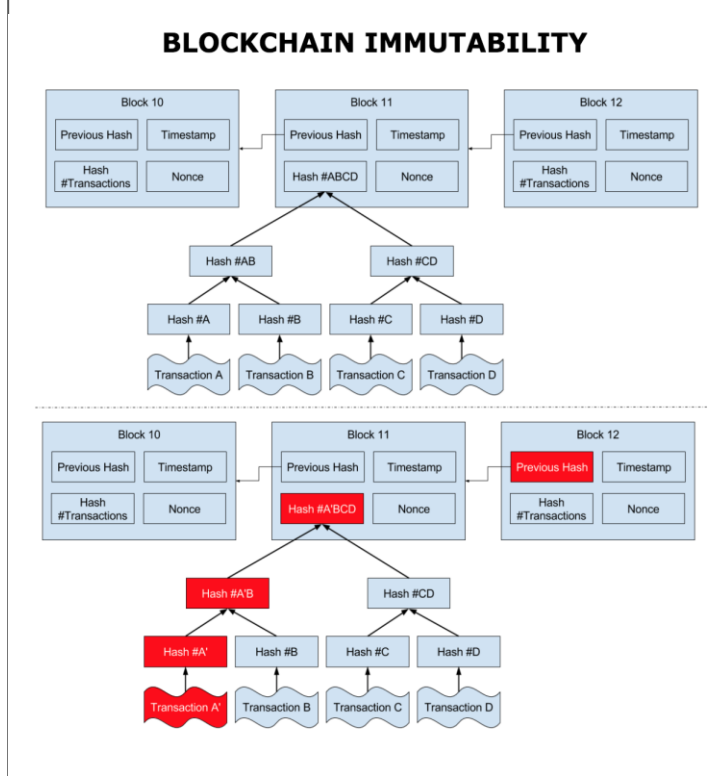 BLOCKCHAIN IMMUTABILITY
Block 10
Block 11
Block 12
Previous Hash
Timestamp
Previous Hash
Timestamp
Previous Hash
Timestamp
Hash
#Transactions
Nonce
Hash #ABCD
Nonce
Hash
#Transactions
Nonce
Hash #AB
Hash #CD
Hash #A
Hash #B
Hash #C
Hash #D
Transaction A
Transaction B
Transaction C
Transaction D
Block 10
Block 11
Block 12
Previous Hash
Timestamp
Previous Hash
Timestamp
Previous Hash
Timestamp
Hash
#Transactions
Nonce
Hash #A'BCD
Nonce
Hash
#Transactions
Nonce
Hash #A'B
Hash #CD
Hash #A'
Hash #B
Hash #C
Hash #D
Transaction A'
Transaction B
Transaction C
Transaction D